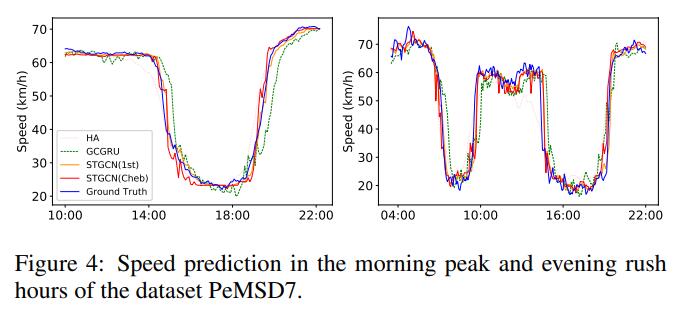 Speed (km/h)
70
60
50
40
30
20
HA
GCGRU
STGCN(1st)
STGCN(Cheb)
Ground Truth
10:00 14:00 18:00 22:00
Speed (km/h)
70
60
50
40
30
20
04:00 10:00 16:00 22:00
Figure 4: Speed prediction in the morning peak and evening rush
hours of the dataset PeMSD7.